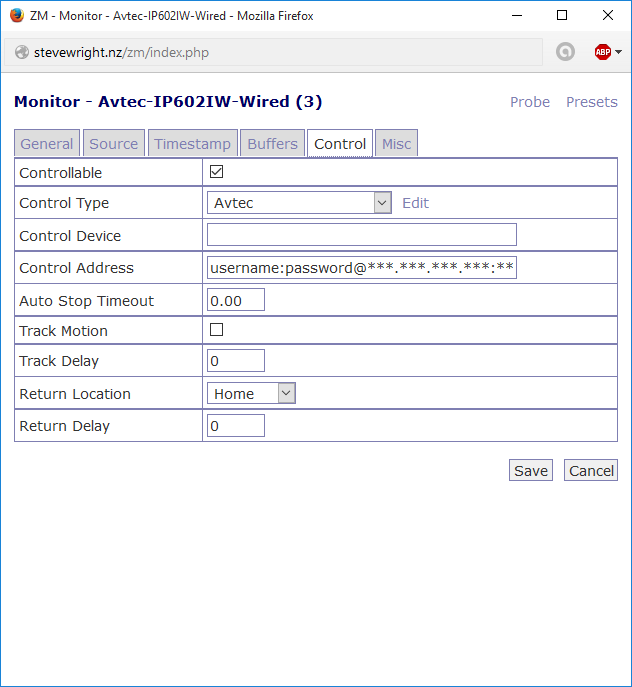 ZM - Monitor - Avtec-IP602IW-Wired - Mozilla Firefox
stevewright.nz/zm/index.php
ABP
Monitor - Avtec-IP602IW-Wired (3) Probe Presets
General Source Timestamp Buffers Control Misc
Controllable
Control Type Avtec Edit
Control Device
Control Address username:password@***.***.***.***:**
Auto Stop Timeout 0.00
Track Motion
Track Delay 0
Return Location Home
Return Delay 0
Save Cancel